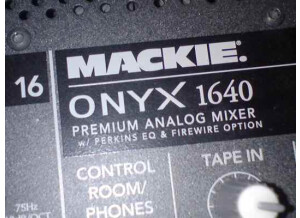 MACKIE.
16
ONYX 1640
PREMIUM ANALOG MIXER
w/ PERKINS EQ & FIREWIRE OPTION
CONTROL
ROOM/
PHONES
TAPE IN
75Hz